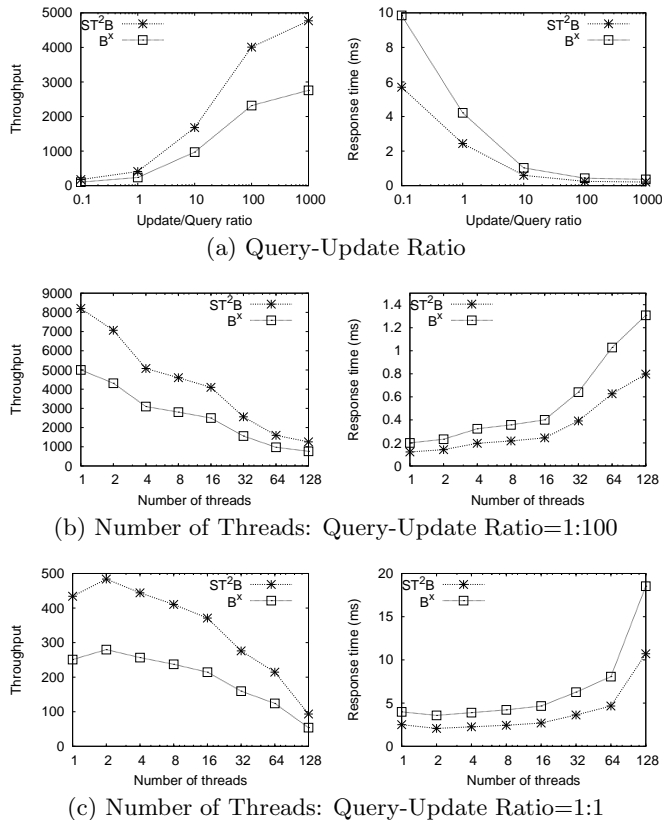 5000
4000
3000
2000
1000
0
Throughput
ST²B
Bˣ
0.1 1 10 100 1000
Update/Query ratio
10
8
6
4
2
0
Response time (ms)
ST²B
Bˣ
0.1 1 10 100 1000
Update/Query ratio
(a) Query-Update Ratio
9000
8000
7000
6000
5000
4000
3000
2000
1000
0
Throughput
ST²B
Bˣ
1 2 4 8 16 32 64 128
Number of threads
1.4
1.2
1
0.8
0.6
0.4
0.2
0
Response time (ms)
ST²B
Bˣ
1 2 4 8 16 32 64 128
Number of threads
(b) Number of Threads: Query-Update Ratio=1:100
500
400
300
200
100
0
Throughput
ST²B
Bˣ
1 2 4 8 16 32 64 128
Number of threads
20
15
10
5
0
Response time (ms)
ST²B
Bˣ
1 2 4 8 16 32 64 128
Number of threads
(c) Number of Threads: Query-Update Ratio=1:1